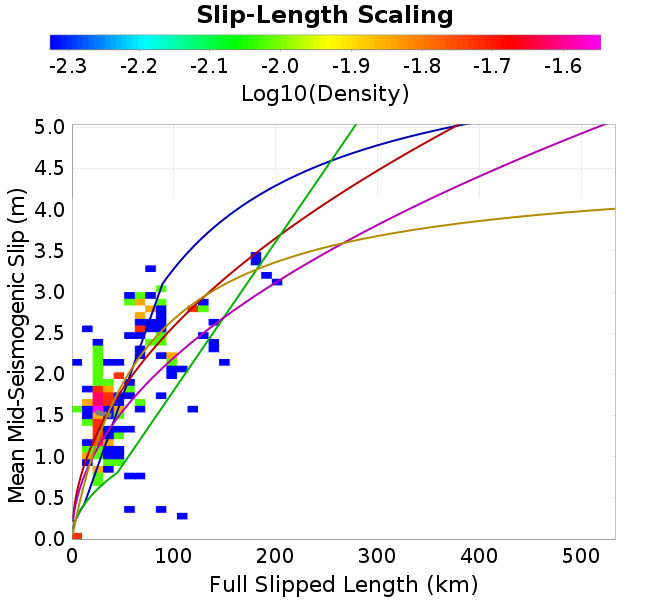 Slip-Length Scaling
-2.3 -2.2 -2.1 -2.0 -1.9 -1.8 -1.7 -1.6
Log10(Density)
5.0
4.5
4.0
3.5
3.0
2.5
2.0
1.5
1.0
0.5
0.0
Mean Mid-Seismogenic Slip (m)
0 100 200 300 400 500
Full Slipped Length (km)